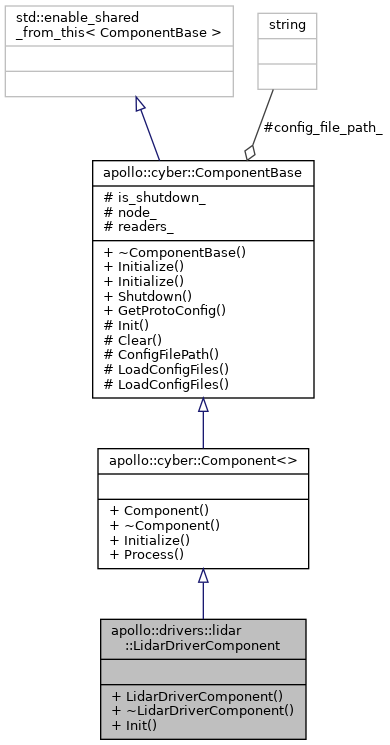 std::enable_shared
_from_this< ComponentBase >
string
#config_file_path_
apollo::cyber::ComponentBase
# is_shutdown_
# node_
# readers_
+ ~ComponentBase()
+ Initialize()
+ Initialize()
+ Shutdown()
+ GetProtoConfig()
# Init()
# Clear()
# ConfigFilePath()
# LoadConfigFiles()
# LoadConfigFiles()
apollo::cyber::Component<>
+ Component()
+ ~Component()
+ Initialize()
+ Process()
apollo::drivers::lidar
::LidarDriverComponent
+ LidarDriverComponent()
+ ~LidarDriverComponent()
+ Init()